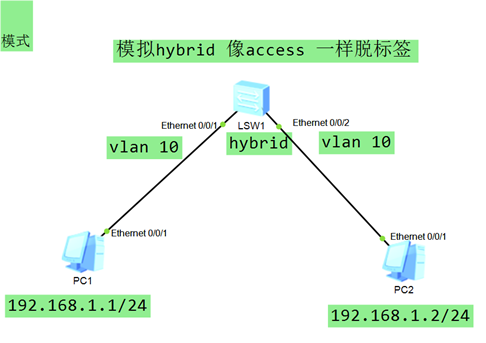 模式
模拟hybrid 像access 一样脱标签
Ethernet 0/0/1
Ethernet 0/0/2
LSW1
vlan 10
hybrid
vlan 10
Ethernet 0/0/1
Ethernet 0/0/1
PC1
PC2
192.168.1.1/24
192.168.1.2/24